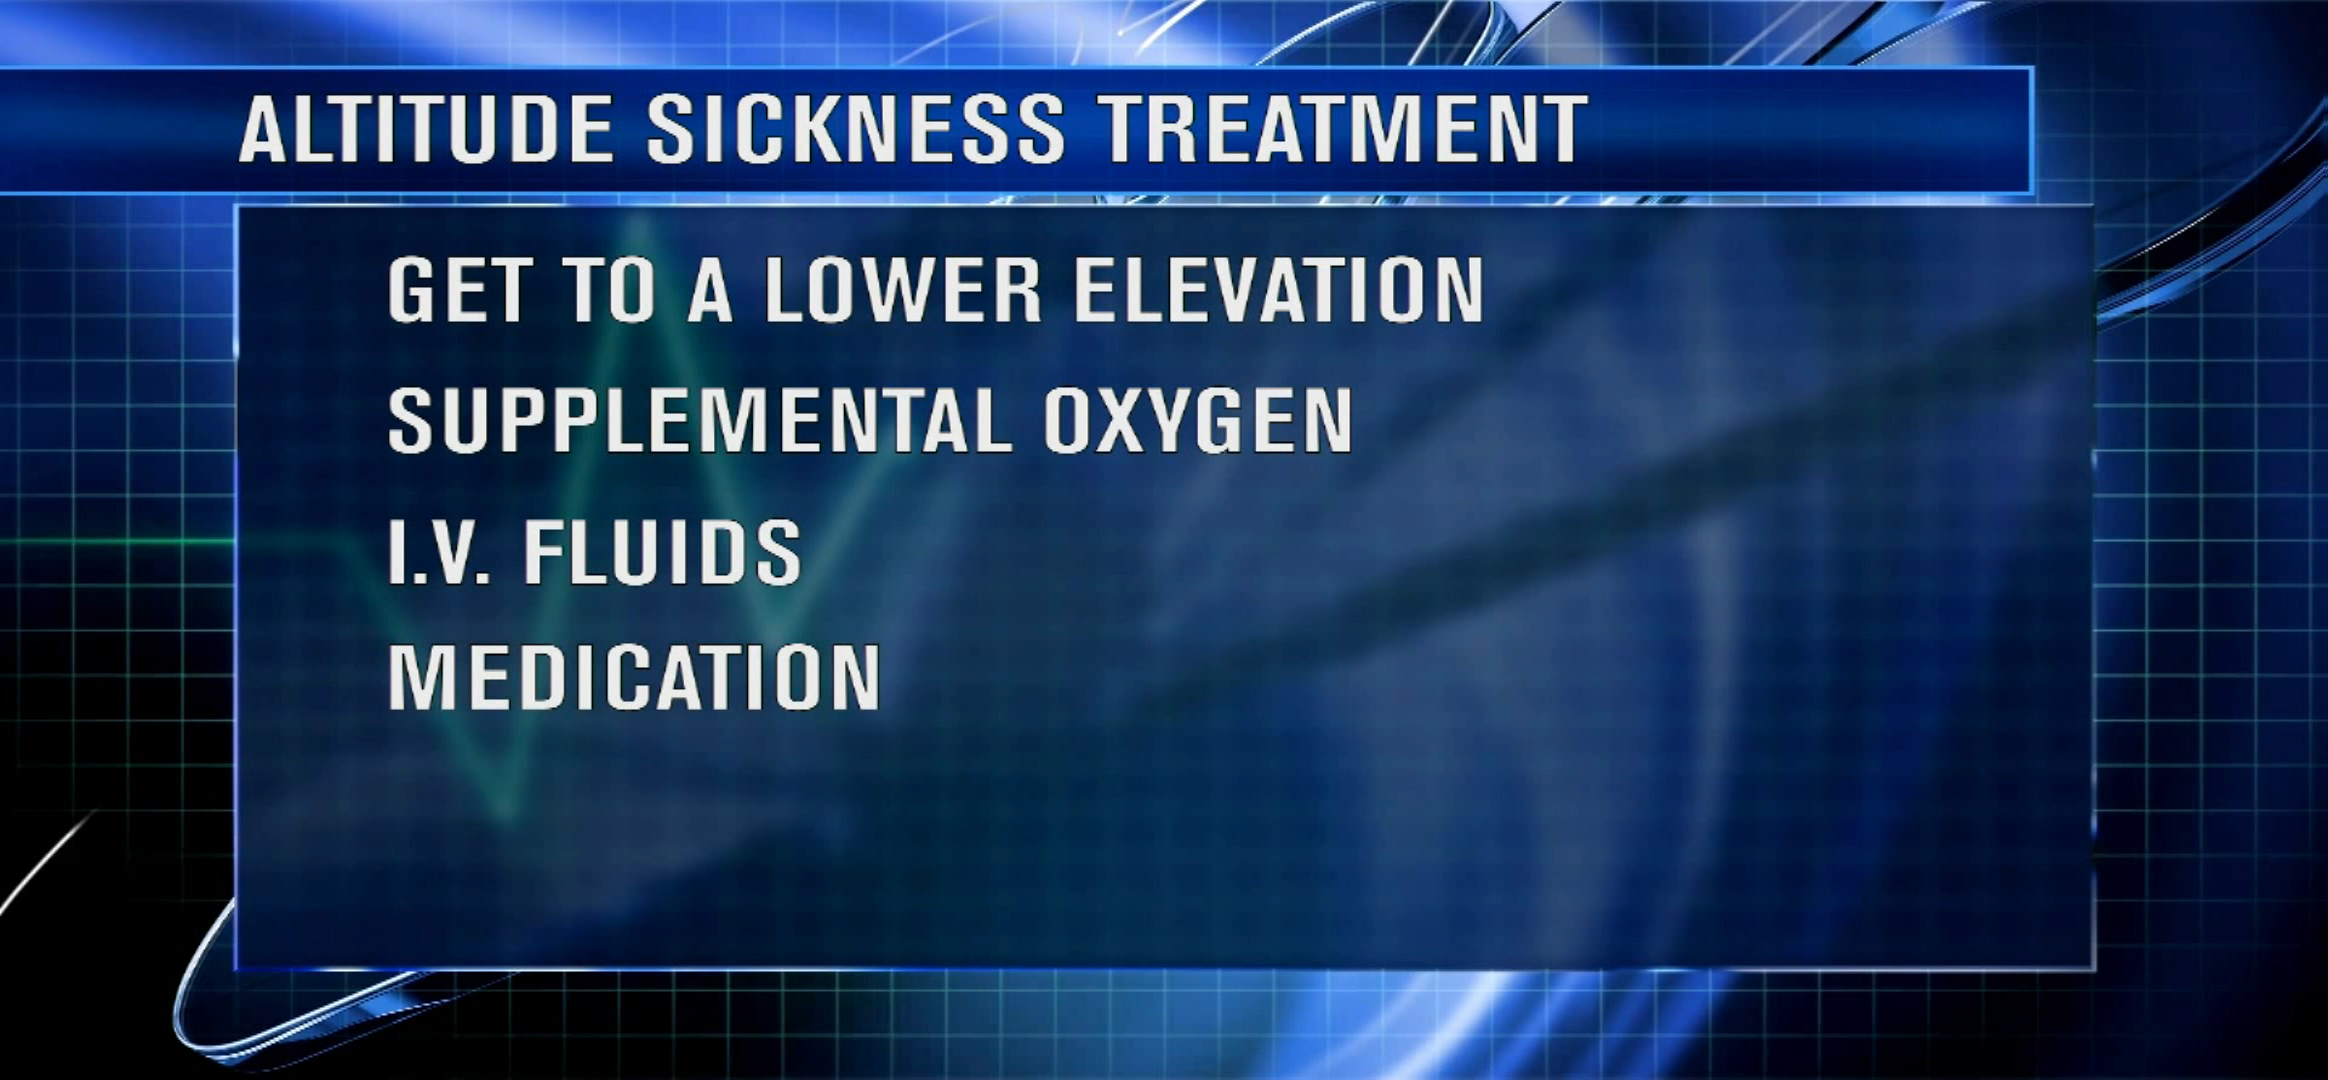 ALTITUDE SICKNESS TREATMENT
GET TO A LOWER ELEVATION
SUPPLEMENTAL OXYGEN
I.V. FLUIDS
MEDICATION